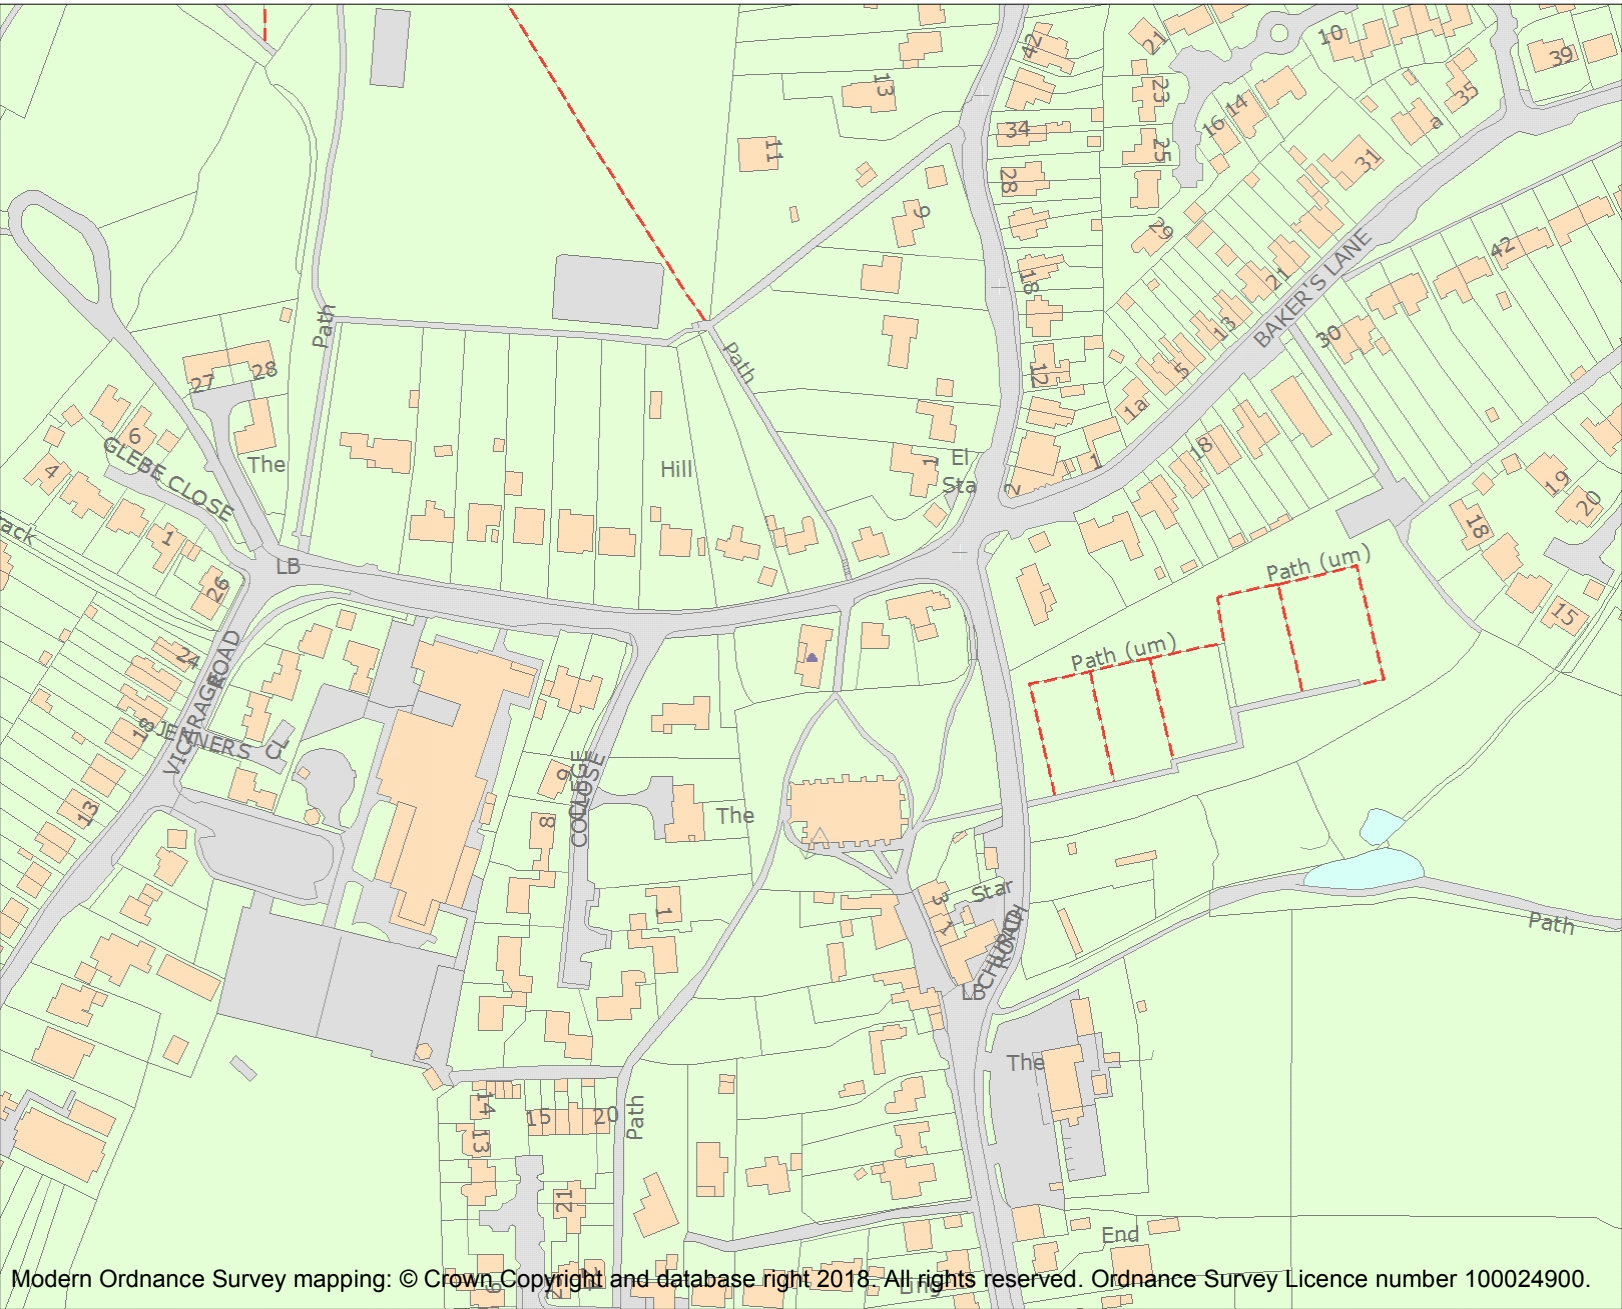 42
21
10
39
13
23
14
16
35
a
34
25
31
11
28
9
29
42
18
21
BAKER'S LANE
Path
13
30
Path
12
5
27
28
1a
6
GLEBE CLOSE
4
The
Hill
1
El
Sta
2
1
18
19
20
18
1
LB
26
Path (um)
15
24
VICARAGE
ROAD
Path (um)
18
8
JENNERS CL
13
9
COLLEGE
CLOSE
8
The
1
3
Star
1
CHURCH
ROAD
LB
Path
The
14
15
20
Path
13
21
End
Ling
Modern Ordnance Survey mapping: © Crown Copyright and database right 2018. All rights reserved. Ordnance Survey Licence number 100024900.